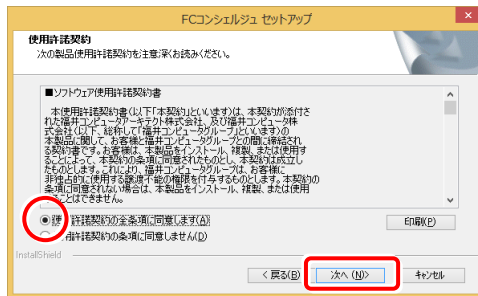 FCコンシェルジュ セットアップ
使用許諾契約
次の製品使用許諾契約を注意深くお読みください。
■ソフトウェア使用許諾契約書
本使用許諾契約書(以下「本契約」といいます)は、本契約が添付さ
れた福井コンピュータアーキテクト株式会社、及び福井コンピュータ株
式会社(以下、総称して「福井コンピュータグループ」といいます)の
本製品に関して、お客様と福井コンピュータグループとの間に締結され
る契約書です。お客様は、本製品をインストール、複製、または使用す
ることによって、本契約の条項に同意されたものとし、本契約は成立し
たものとします。これにより、福井コンピュータグループは、お客様に
非独占的に使用する譲渡不能の権限を付与するものとします。本契約の
条項に同意されない場合は、本製品をインストール、複製、または使用
することはできません。
使用許諾契約の全条項に同意します(A)
用許諾契約の条項に同意しません(D)
印刷(P)
InstallShield
< 戻る(B)
次へ (N)>
キャンセル